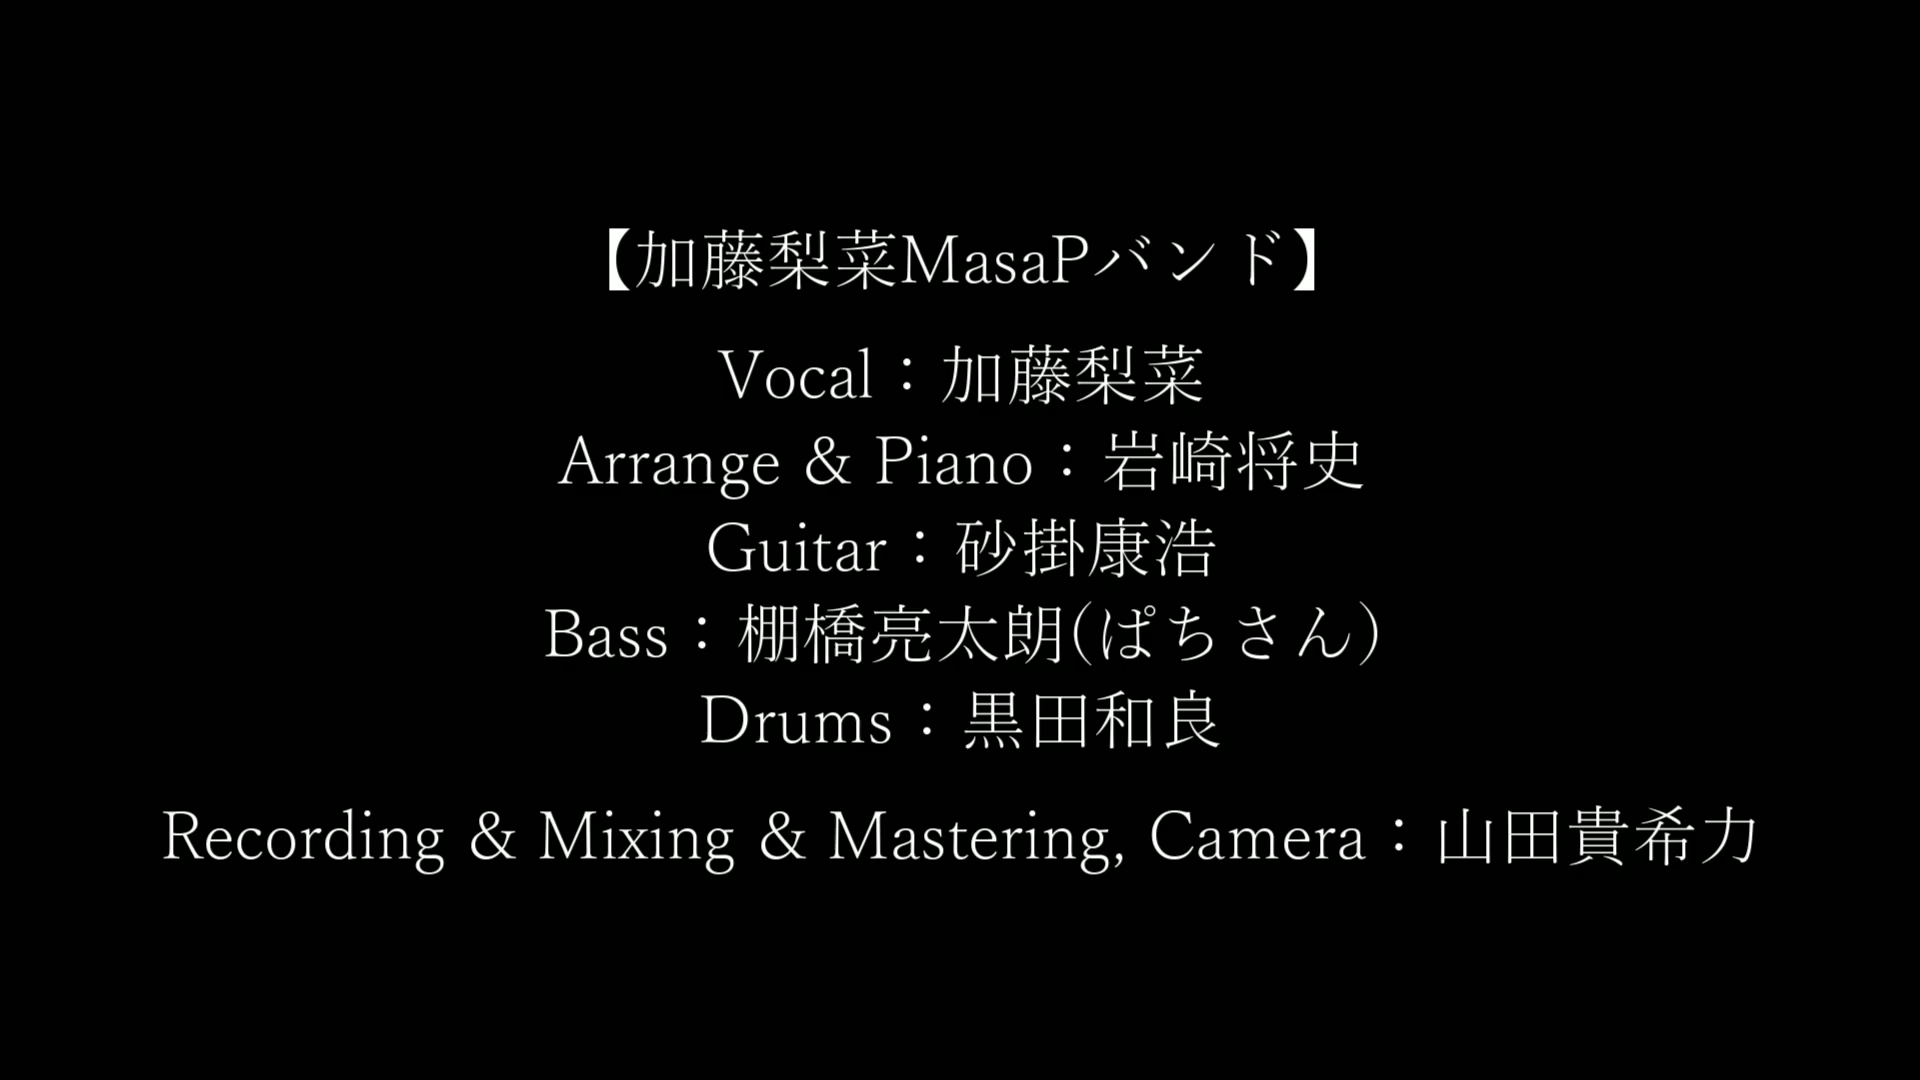 【加藤梨菜MasaPバンド】
Vocal：加藤梨菜
Arrange & Piano：岩崎将史
Guitar：砂掛康浩
Bass：棚橋亮太朗(ぱちさん)
Drums：黒田和良
Recording & Mixing & Mastering, Camera：山田貴希力